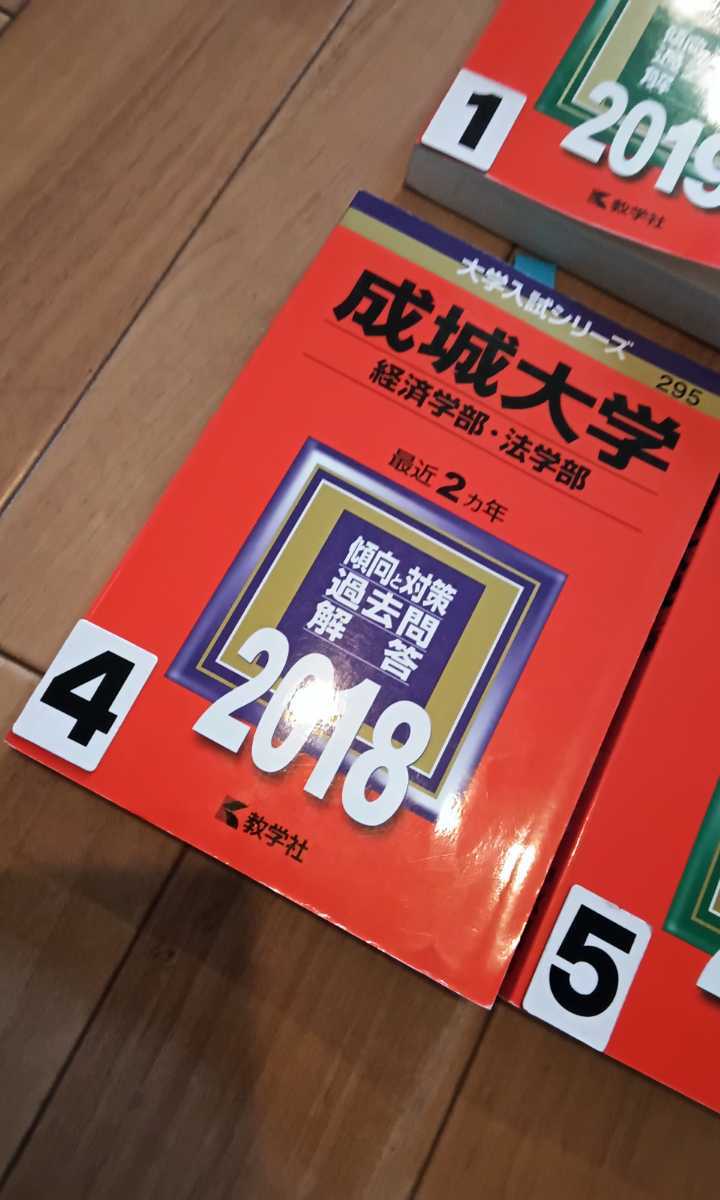 1
2019
教学社
大学入試シリーズ
295
成城大学
経済学部・法学部
最近2カ年
傾向と対策
過去問
解答
2018
教学社
4
5